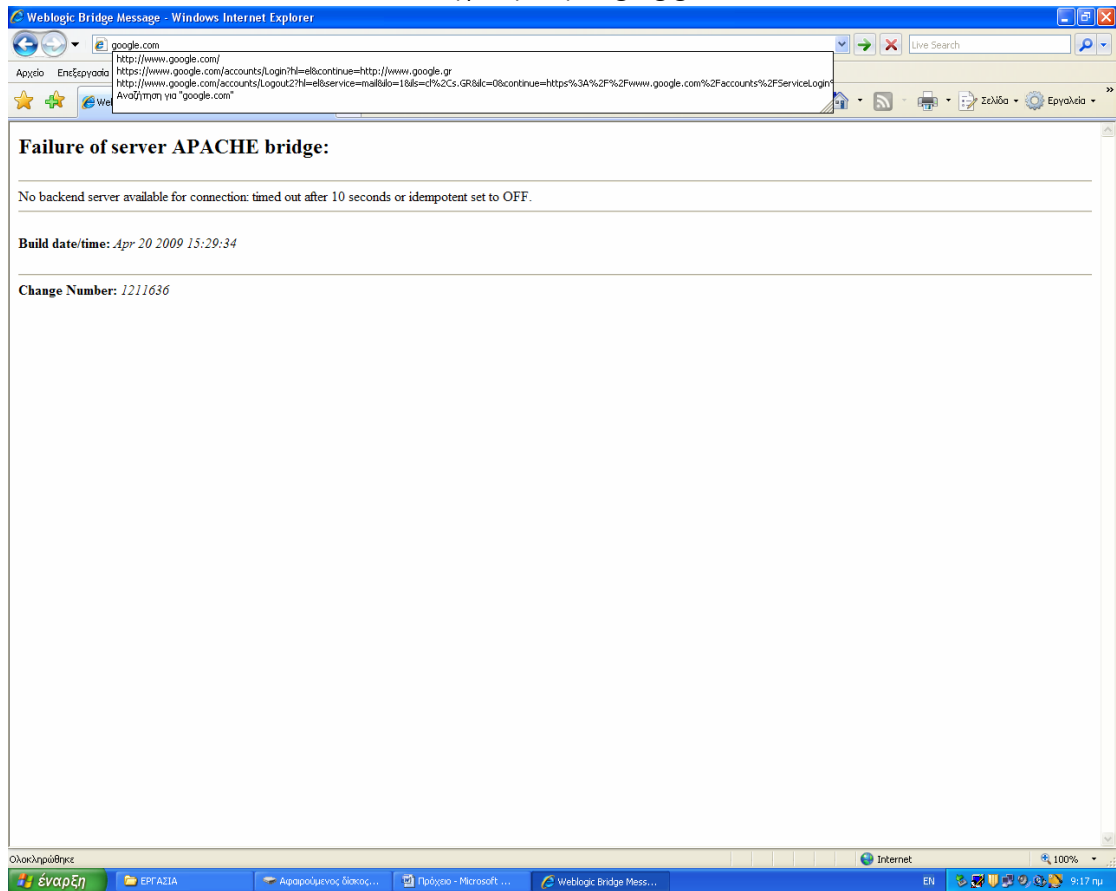 Weblogic Bridge Message - Windows Internet Explorer
google.com
Live Search
http://www.google.com/
Αρχείο Επεξεργασία
https://www.google.com/accounts/Login?hl=el&continue=http://www.google.gr
http://www.google.com/accounts/Logout2?hl=el&service=mail&ilo=1&ils=cl%2Cs.GR&ilc=0&continue=https%3A%2F%2Fwww.google.com%2Faccounts%2FServiceLogin%
Αναζήτηση για "google.com"
Σελίδα
Εργαλεία
Failure of server APACHE bridge:
No backend server available for connection: timed out after 10 seconds or idempotent set to OFF.
Build date/time: Apr 20 2009 15:29:34
Change Number: 1211636
Ολοκληρώθηκε
Internet
100%
έναρξη
ΕΡΓΑΣΙΑ
Αφαιρούμενος δίσκος...
Πρόχειρο - Microsoft ...
Weblogic Bridge Mess...
EN
9:17 πμ